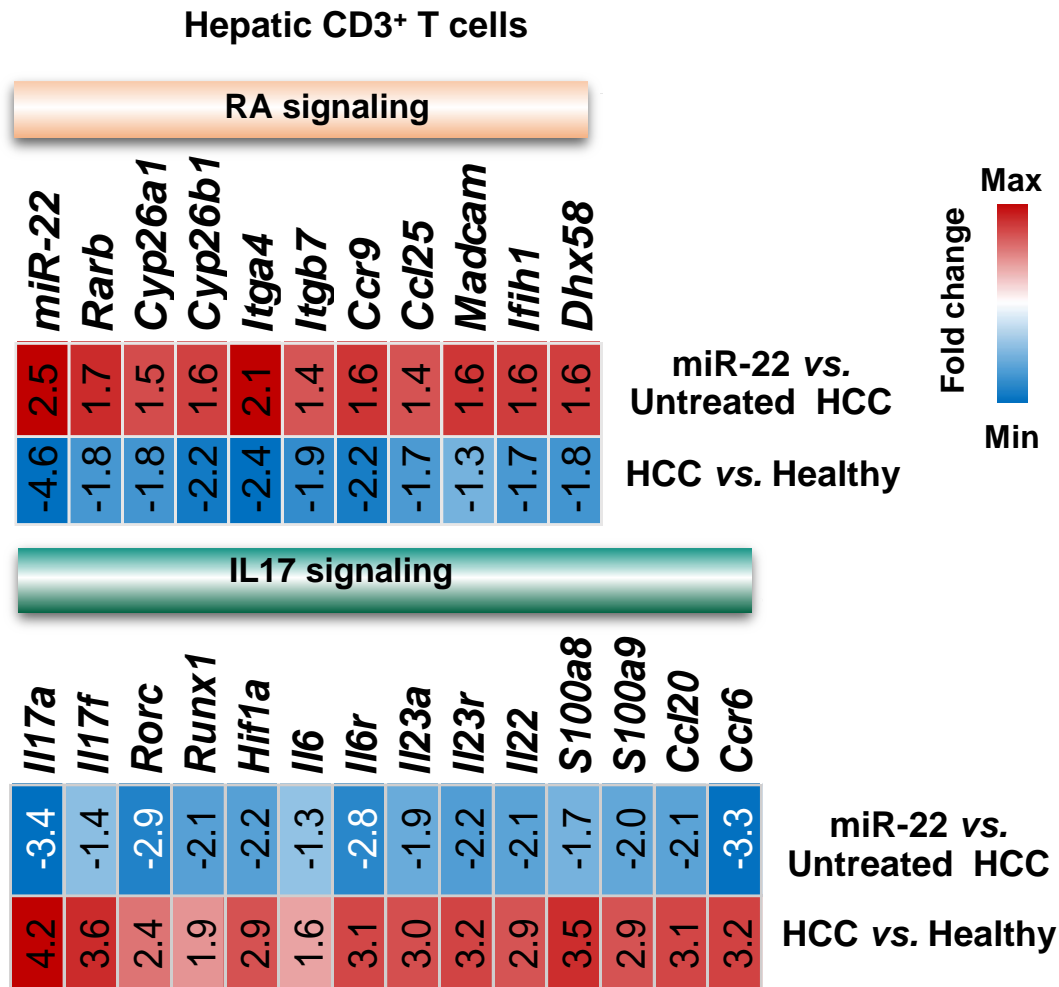 Hepatic CD3⁺ T cells
RA signaling
miR-22 Rarb Cyp26a1 Cyp26b1 Itga4 Itgb7 Ccr9 Ccl25 Madcam Ifih1 Dhx58
2.5 1.7 1.5 1.6 2.1 1.4 1.6 1.4 1.6 1.6 1.6
miR-22 vs.
Untreated HCC
-4.6 -1.8 -1.8 -2.2 -2.4 -1.9 -2.2 -1.7 -1.3 -1.7 -1.8
HCC vs. Healthy
Max
Fold change
Min
IL17 signaling
Il17a Il17f Rorc Runx1 Hif1a Il6 Il6r Il23a Il23r Il22 S100a8 S100a9 Ccl20 Ccr6
-3.4 -1.4 -2.9 -2.1 -2.2 -1.3 -2.8 -1.9 -2.2 -2.1 -1.7 -2.0 -2.1 -3.3
miR-22 vs.
Untreated HCC
4.2 3.6 2.4 1.9 2.9 1.6 3.1 3.0 3.2 2.9 3.5 2.9 3.1 3.2
HCC vs. Healthy